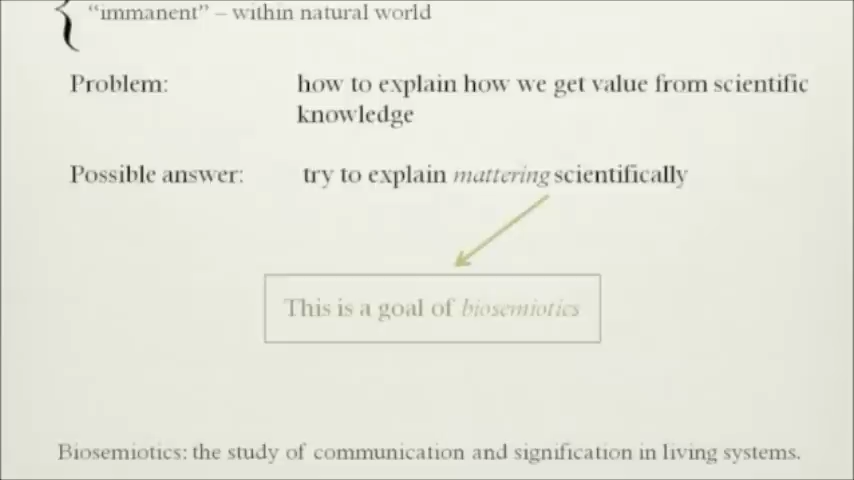 “immanent” – within natural world
Problem: how to explain how we get value from scientific
knowledge
Possible answer: try to explain mattering scientifically
This is a goal of biosemiotics
Biosemiotics: the study of communication and signification in living systems.